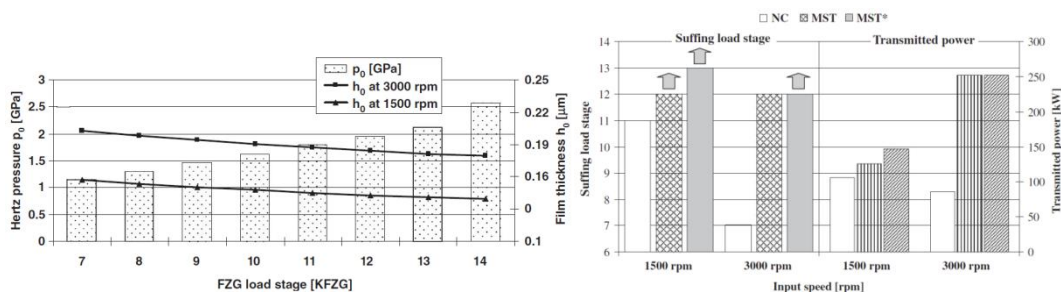 p₀ [GPa]
h₀ at 3000 rpm
h₀ at 1500 rpm
Hertz pressure p₀ [GPa]
3
2.5
2
1.5
1
0.5
0
0.25
0.22
0.19
0.16
0
0.1
Film thickness h₀ [μm]
7 8 9 10 11 12 13 14
FZG load stage [KFZG]
NC MST MST*
Suffing load stage
Transmitted power
Suffing load stage
14
13
12
11
10
9
8
7
6
300
250
200
150
100
50
0
Transmitted power [kW]
1500 rpm 3000 rpm 1500 rpm 3000 rpm
Input speed [rpm]